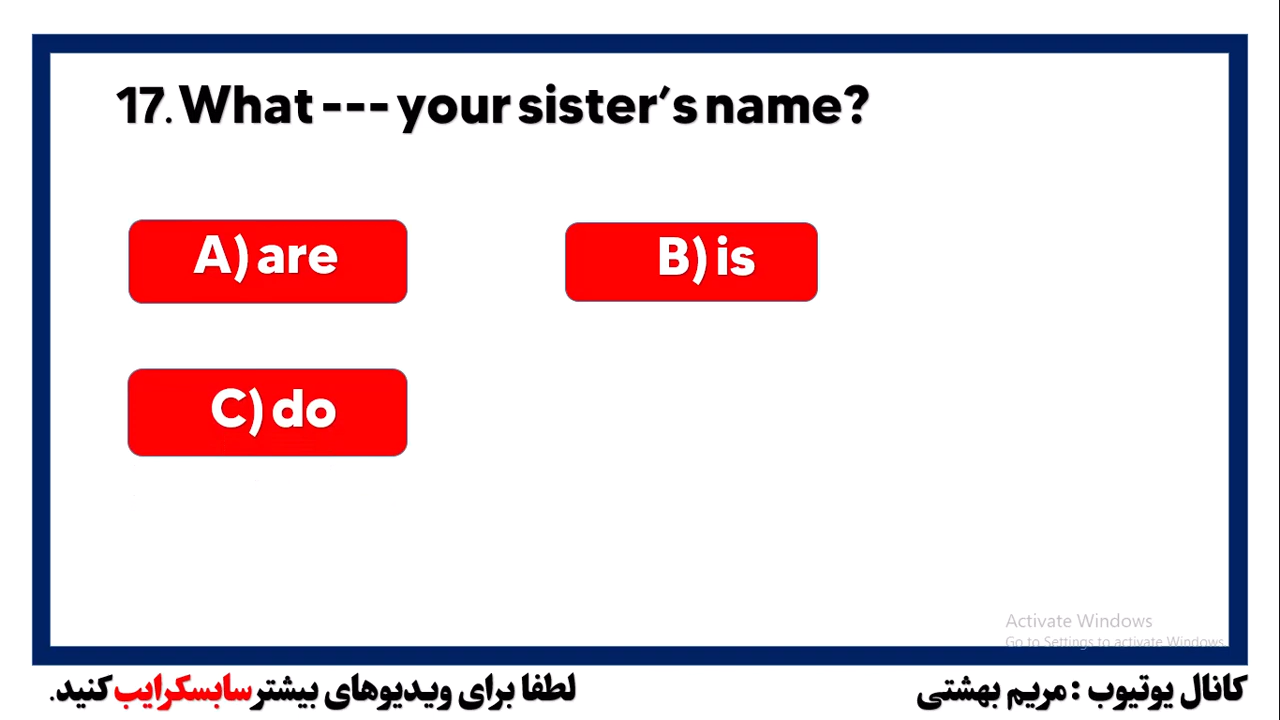 17. What --- your sister’s name?
A) are
B) is
C) do
Activate Windows
Go to Settings to activate Windows.
کانال یوتیوب : مریم بهشتی
لطفا برای ویدیوهای بیشتر سابسکرایب کنید.